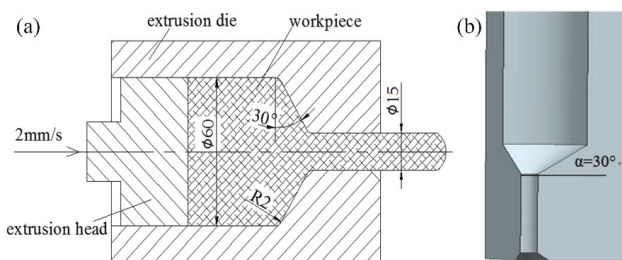 (a)
extrusion die
workpiece
(b)
2mm/s
Φ60
30°
Φ15
R2
extrusion head
α=30°